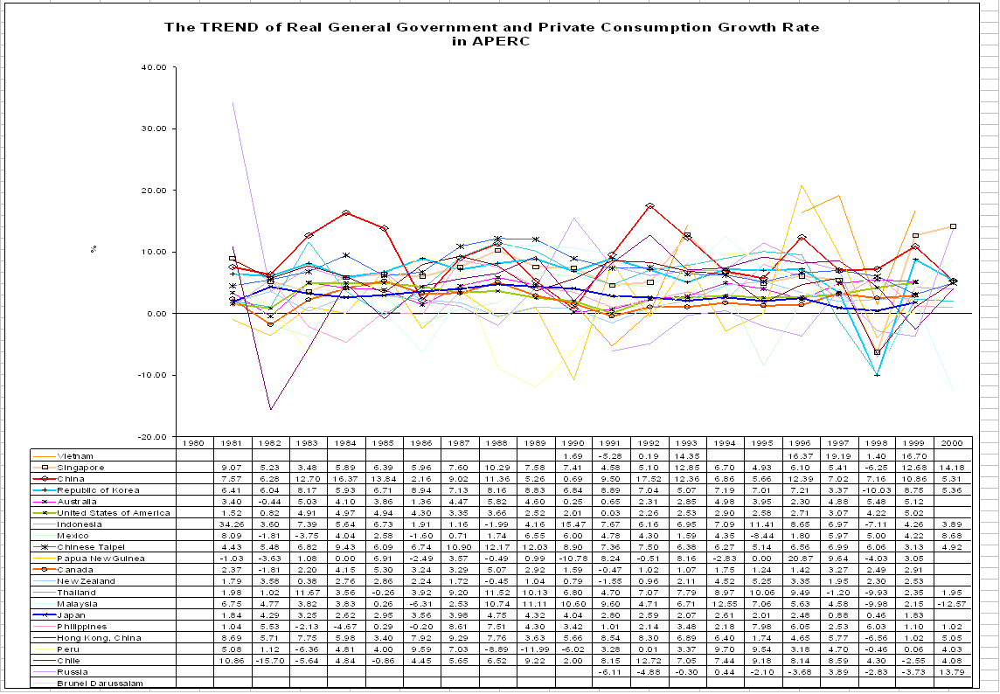 The TREND of Real General Government and Private Consumption Growth Rate
in APERC
40.00
30.00
20.00
%
10.00
0.00
-10.00
-20.00
1980 1981 1982 1983 1984 1985 1986 1987 1988 1989 1990 1991 1992 1993 1994 1995 1996 1997 1998 1999 2000
Vietnam 1.69 -5.28 0.19 14.35 16.37 19.19 1.40 16.70
Singapore 9.07 5.23 3.48 5.89 6.39 5.96 7.60 10.29 7.58 7.41 4.58 5.10 12.85 6.70 4.93 6.10 5.41 -6.25 12.68 14.18
China 7.57 6.28 12.70 16.37 13.84 2.16 9.02 11.36 5.26 0.69 9.50 17.52 12.36 6.86 5.66 12.39 7.02 7.16 10.86 5.31
Republic of Korea 6.41 6.04 8.17 5.93 6.71 8.94 7.13 8.16 8.83 6.84 8.89 7.04 5.07 7.19 7.01 7.21 3.37 -10.03 8.75 5.36
Australia 3.40 -0.44 5.03 4.10 3.86 1.36 4.47 5.82 4.60 0.25 0.65 2.31 2.85 4.98 3.95 2.30 4.88 5.48 5.12
United States of America 1.52 0.82 4.91 4.97 4.94 4.30 3.35 3.66 2.52 2.01 0.03 2.26 2.53 2.90 2.58 2.71 3.07 4.22 5.02
Indonesia 34.26 3.60 7.39 5.64 6.73 1.91 1.16 -1.99 4.16 15.47 7.67 6.16 6.95 7.09 11.41 8.65 6.97 -7.11 4.26 3.89
Mexico 8.09 -1.81 -3.75 4.04 2.58 -1.60 0.71 1.74 6.55 6.00 4.78 4.30 1.59 4.35 -8.44 1.80 5.97 5.00 4.22 8.68
Chinese Taipei 4.43 5.48 6.82 9.43 6.09 6.74 10.90 12.17 12.03 8.90 7.36 7.50 6.38 6.27 5.14 6.56 6.99 6.06 3.13 4.92
Papua New Guinea -1.03 -3.63 1.08 0.00 6.91 -2.49 3.57 -0.49 0.99 -10.78 8.24 -0.51 8.16 -2.83 0.00 20.87 9.64 -4.03 3.05
Canada 2.37 -1.81 2.20 4.15 5.30 3.24 3.29 5.07 2.92 1.59 -0.47 1.02 1.07 1.75 1.24 1.42 3.27 2.49 2.91
New Zealand 1.79 3.58 0.38 2.76 2.86 2.24 1.72 -0.45 1.04 0.79 -1.55 0.96 2.11 4.52 5.25 3.35 1.95 2.30 2.53
Thailand 1.98 1.02 11.67 3.56 -0.26 3.92 9.20 11.52 10.13 6.80 4.70 7.07 7.79 8.97 10.06 9.49 -1.20 -9.93 2.35 1.95
Malaysia 6.75 4.77 3.82 3.83 0.26 -6.31 2.53 10.74 11.11 10.60 9.60 4.71 6.71 12.55 7.06 5.63 4.58 -9.98 2.15 -12.57
Japan 1.84 4.29 3.25 2.62 2.95 3.56 3.98 4.75 4.32 4.04 2.80 2.59 2.07 2.61 2.01 2.48 0.88 0.46 1.83
Philippines 1.04 5.53 -2.13 -4.67 0.29 -0.20 8.61 7.51 4.30 3.42 1.01 2.14 3.48 2.18 7.98 6.05 2.53 6.03 1.10 1.02
Hong Kong, China 8.69 5.71 7.75 5.98 3.40 7.92 9.29 7.76 3.63 5.66 8.54 8.30 6.89 6.40 1.74 4.65 5.77 -6.56 1.02 5.05
Peru 5.08 1.12 -6.36 4.81 4.00 9.59 7.03 -8.89 -11.99 -6.02 3.28 0.01 3.37 9.70 9.54 3.18 4.70 -0.46 0.06 4.03
Chile 10.86 -15.70 -5.64 4.84 -0.86 4.45 5.65 6.52 9.22 2.00 8.15 12.72 7.05 7.44 9.18 8.14 8.59 4.30 -2.55 4.08
Russia -6.11 -4.88 -0.30 0.44 -2.10 -3.68 3.89 -2.83 -3.73 13.79
Brunei Darussalam